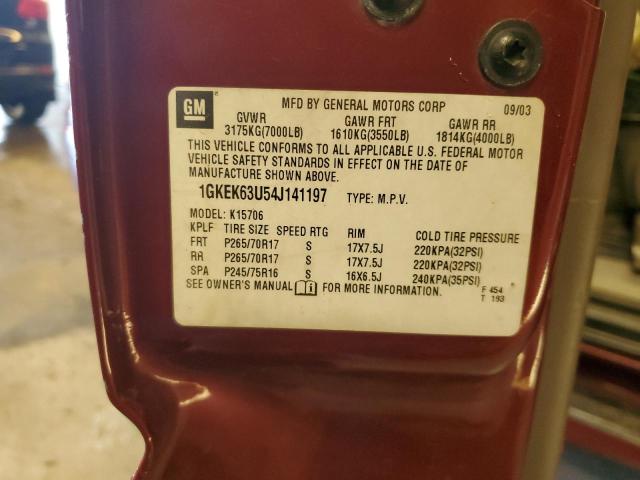 GM MFD BY GENERAL MOTORS CORP 09/03
GVWR GAWR FRT GAWR RR
3175KG(7000LB) 1610KG(3550LB) 1814KG(4000LB)
THIS VEHICLE CONFORMS TO ALL APPLICABLE U.S. FEDERAL MOTOR
VEHICLE SAFETY STANDARDS IN EFFECT ON THE DATE OF
MANUFACTURE SHOWN ABOVE.
1GKEK63U54J141197 TYPE: M.P.V.
MODEL: K15706
KPLF TIRE SIZE SPEED RTG RIM COLD TIRE PRESSURE
FRT P265/70R17 S 17X7.5J 220KPA(32PSI)
RR P265/70R17 S 17X7.5J 220KPA(32PSI)
SPA P245/75R16 S 16X6.5J 240KPA(35PSI)
SEE OWNER'S MANUAL FOR MORE INFORMATION. F 454
T 193